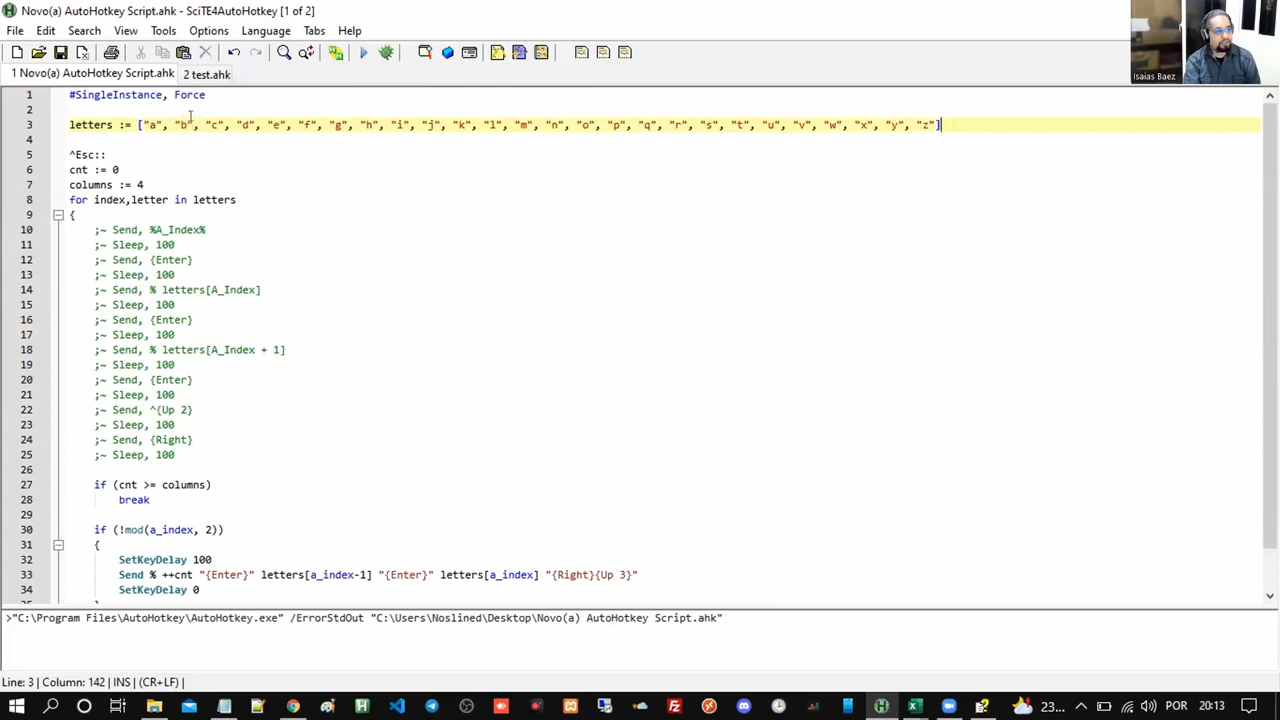 Novo(a) AutoHotkey Script.ahk - SciTE4AutoHotkey [1 of 2]
File Edit Search View Tools Options Language Tabs Help
1 Novo(a) AutoHotkey Script.ahk 2 test.ahk
1 #SingleInstance, Force
2
3 letters := ["a", "b", "c", "d", "e", "f", "g", "h", "i", "j", "k", "l", "m", "n", "o", "p", "q", "r", "s", "t", "u", "v", "w", "x", "y", "z"]
4
5 ^Esc::
6 cnt := 0
7 columns := 4
8 for index,letter in letters
9 {
10 ;~ Send, %A_Index%
11 ;~ Sleep, 100
12 ;~ Send, {Enter}
13 ;~ Sleep, 100
14 ;~ Send, % letters[A_Index]
15 ;~ Sleep, 100
16 ;~ Send, {Enter}
17 ;~ Sleep, 100
18 ;~ Send, % letters[A_Index + 1]
19 ;~ Sleep, 100
20 ;~ Send, {Enter}
21 ;~ Sleep, 100
22 ;~ Send, ^{Up 2}
23 ;~ Sleep, 100
24 ;~ Send, {Right}
25 ;~ Sleep, 100
26
27 if (cnt >= columns)
28 break
29
30 if (!mod(a_index, 2))
31 {
32 SetKeyDelay 100
33 Send % ++cnt "{Enter}" letters[a_index-1] "{Enter}" letters[a_index] "{Right}{Up 3}"
34 SetKeyDelay 0
>"C:\Program Files\AutoHotkey\AutoHotkey.exe" /ErrorStdOut "C:\Users\Noslined\Desktop\Novo(a) AutoHotkey Script.ahk"
Line: 3 | Column: 142 | INS | (CR+LF) |
Isaias Baez
23... POR 20:13